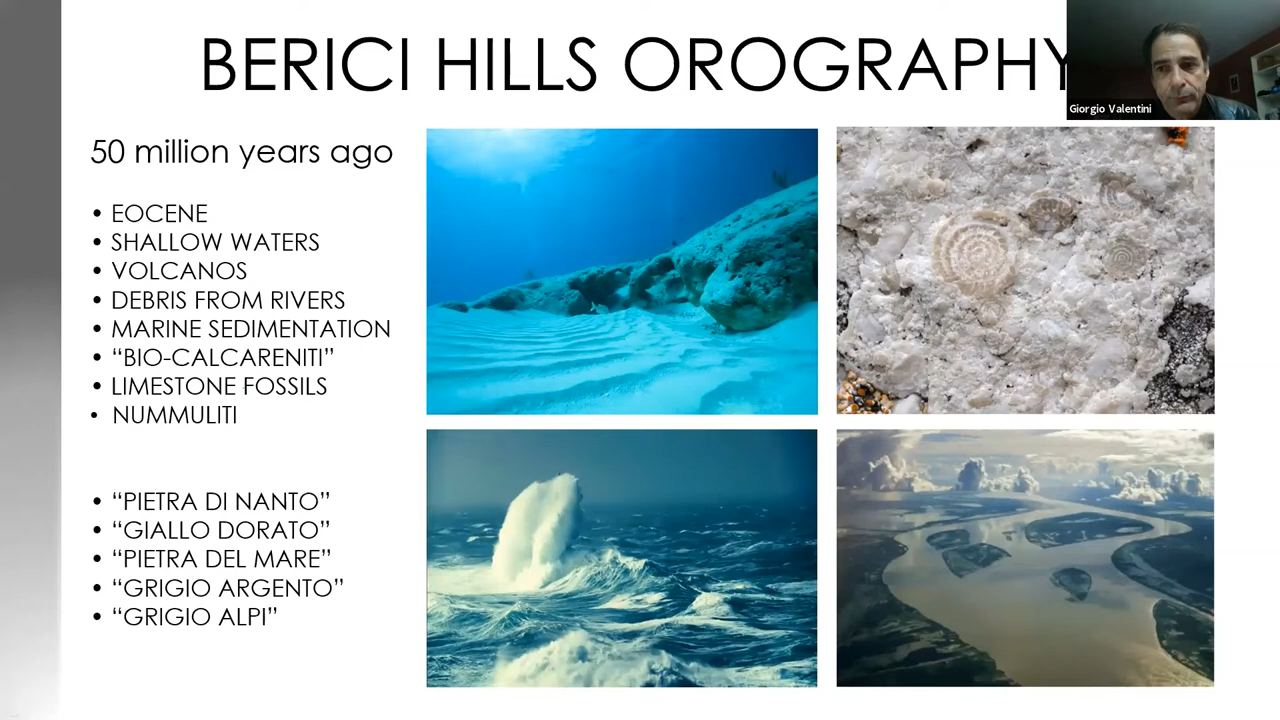 BERICI HILLS OROGRAPHY
Giorgio Valentini
50 million years ago
• EOCENE
• SHALLOW WATERS
• VOLCANOS
• DEBRIS FROM RIVERS
• MARINE SEDIMENTATION
• “BIO-CALCARENITI”
• LIMESTONE FOSSILS
• NUMMULITI
• “PIETRA DI NANTO”
• “GIALLO DORATO”
• “PIETRA DEL MARE”
• “GRIGIO ARGENTO”
• “GRIGIO ALPI”